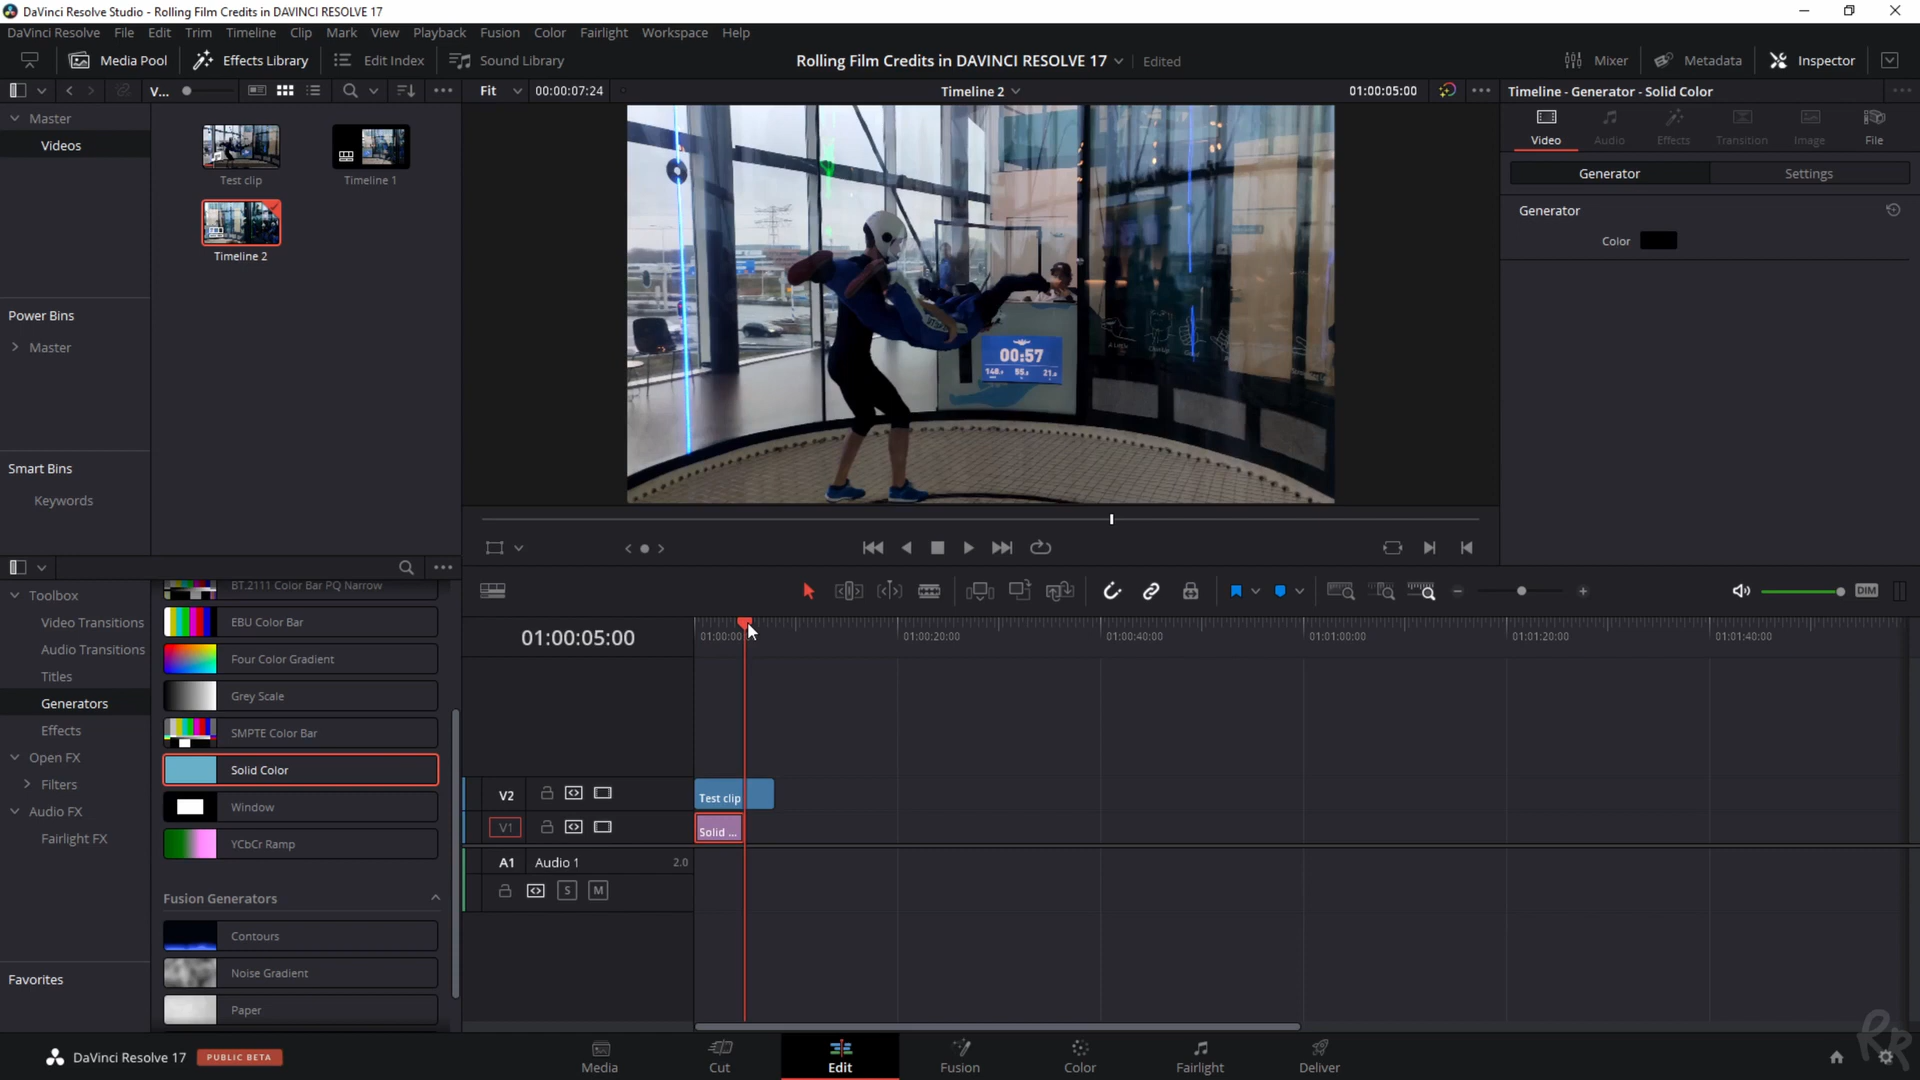 DaVinci Resolve Studio - Rolling Film Credits in DAVINCI RESOLVE 17
DaVinci Resolve File Edit Trim Timeline Clip Mark View Playback Fusion Color Fairlight Workspace Help
Media Pool Effects Library Edit Index Sound Library Rolling Film Credits in DAVINCI RESOLVE 17 Edited Mixer Metadata Inspector
V... Fit 00:00:07:24 Timeline 2 01:00:05:00 Timeline - Generator - Solid Color
Master
Videos
Test clip
Timeline 1
Timeline 2
Power Bins
Master
Smart Bins
Keywords
00:57
Video Audio Effects Transition Image File
Generator Settings
Generator
Color
Toolbox
Video Transitions
Audio Transitions
Titles
Generators
Effects
Open FX
Filters
Audio FX
Fairlight FX
Favorites
BT.2111 Color Bar PQ Narrow
EBU Color Bar
Four Color Gradient
Grey Scale
SMPTE Color Bar
Solid Color
Window
YCbCr Ramp
Fusion Generators
Contours
Noise Gradient
Paper
DIM
01:00:05:00
01:00:00 01:00:20:00 01:00:40:00 01:01:00:00 01:01:20:00 01:01:40:00
V2 Test clip
V1 Solid ...
A1 Audio 1 2.0
S M
DaVinci Resolve 17 PUBLIC BETA
Media Cut Edit Fusion Color Fairlight Deliver
RR